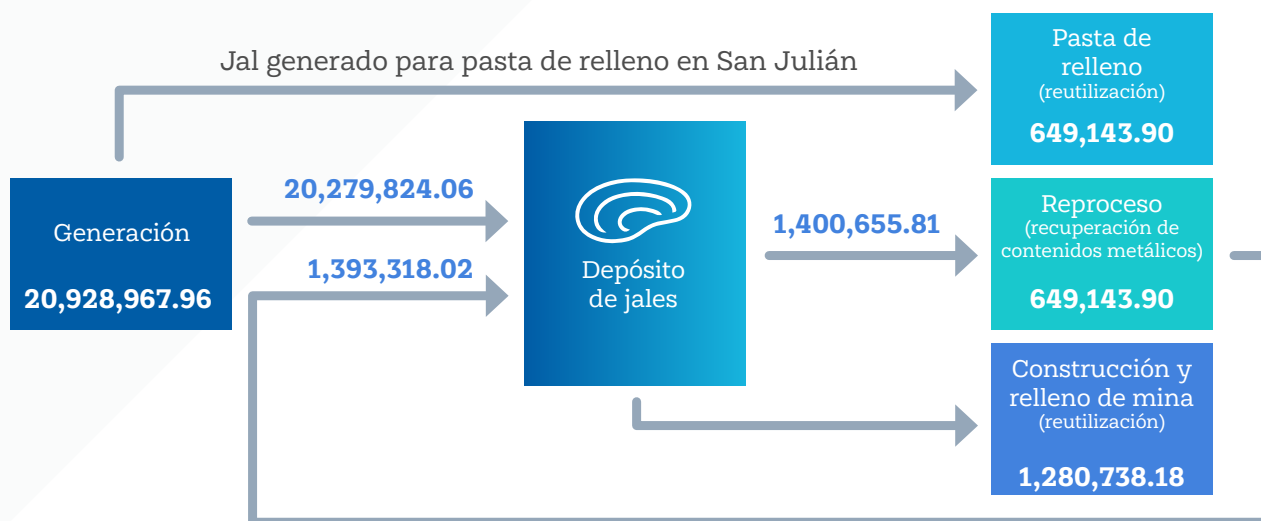 Jal generado para pasta de relleno en San Julián
Pasta de
relleno
(reutilización)
649,143.90
Generación
20,928,967.96
20,279,824.06
1,393,318.02
Depósito
de jales
1,400,655.81
Reproceso
(recuperación de
contenidos metálicos)
649,143.90
Construcción y
relleno de mina
(reutilización)
1,280,738.18